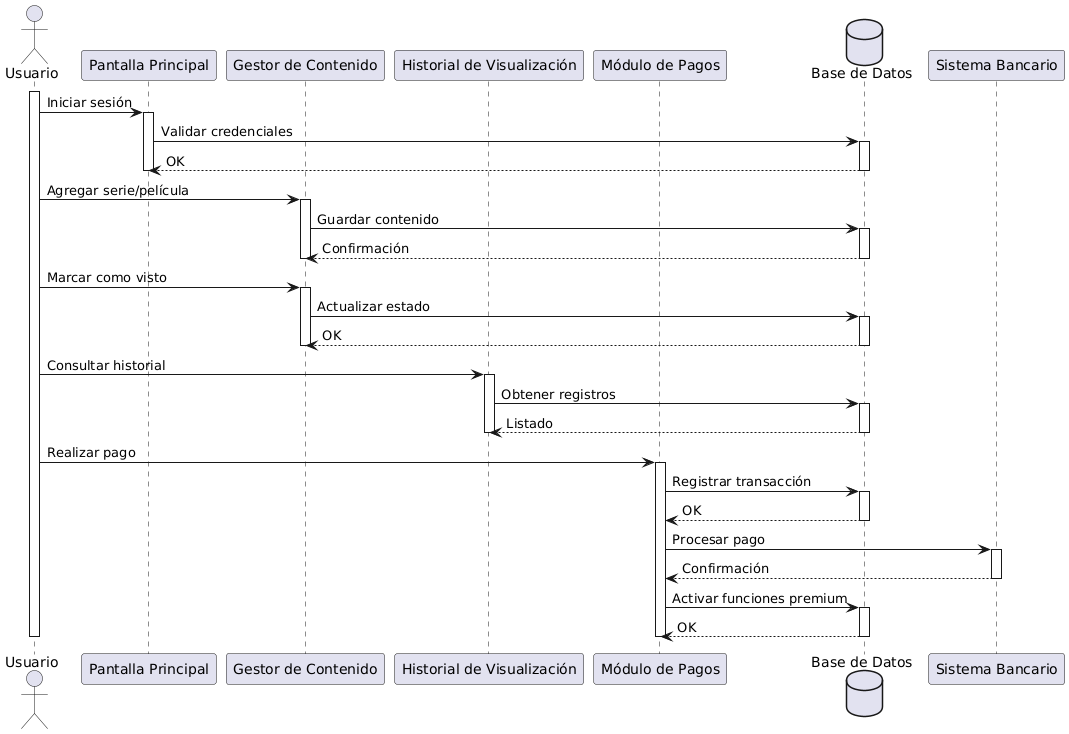 Usuario
Pantalla Principal
Gestor de Contenido
Historial de Visualización
Módulo de Pagos
Base de Datos
Sistema Bancario
Iniciar sesión
Validar credenciales
OK
Agregar serie/película
Guardar contenido
Confirmación
Marcar como visto
Actualizar estado
OK
Consultar historial
Obtener registros
Listado
Realizar pago
Registrar transacción
OK
Procesar pago
Confirmación
Activar funciones premium
OK
Usuario
Pantalla Principal
Gestor de Contenido
Historial de Visualización
Módulo de Pagos
Base de Datos
Sistema Bancario